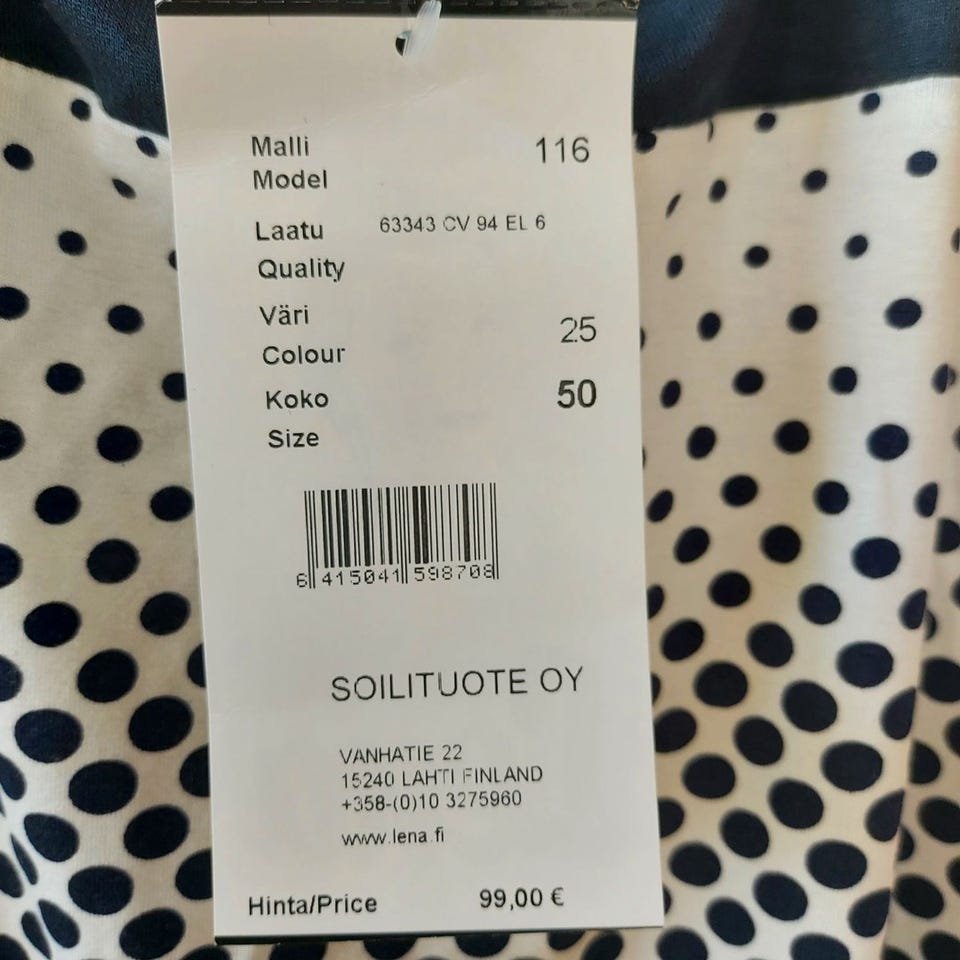 Malli 116
Model
Laatu 63343 CV 94 EL 6
Quality
Väri 25
Colour
Koko 50
Size
6 415041 598708
SOILITUOTE OY
VANHATIE 22
15240 LAHTI FINLAND
+358-(0)10 3275960
www.lena.fi
Hinta/Price 99,00 €